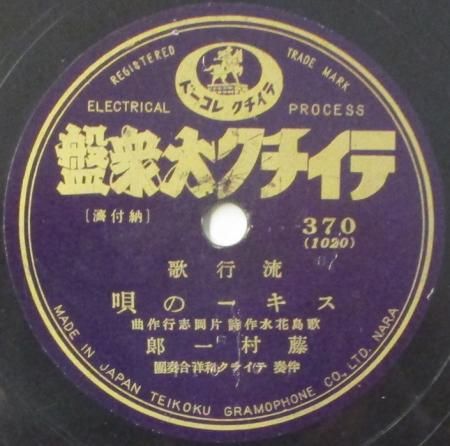 REGISTERED TRADE MARK
テイチクレコード
ELECTRICAL PROCESS
テイチク大衆盤
[納付濟]
370
(1020)
流行歌
スキーの唄
歌島花水作詩 片岡志行作曲
藤村一郎
伴奏 テイチク和洋合奏團
MADE IN JAPAN TEIKOKU GRAMOPHONE CO., LTD. NARA